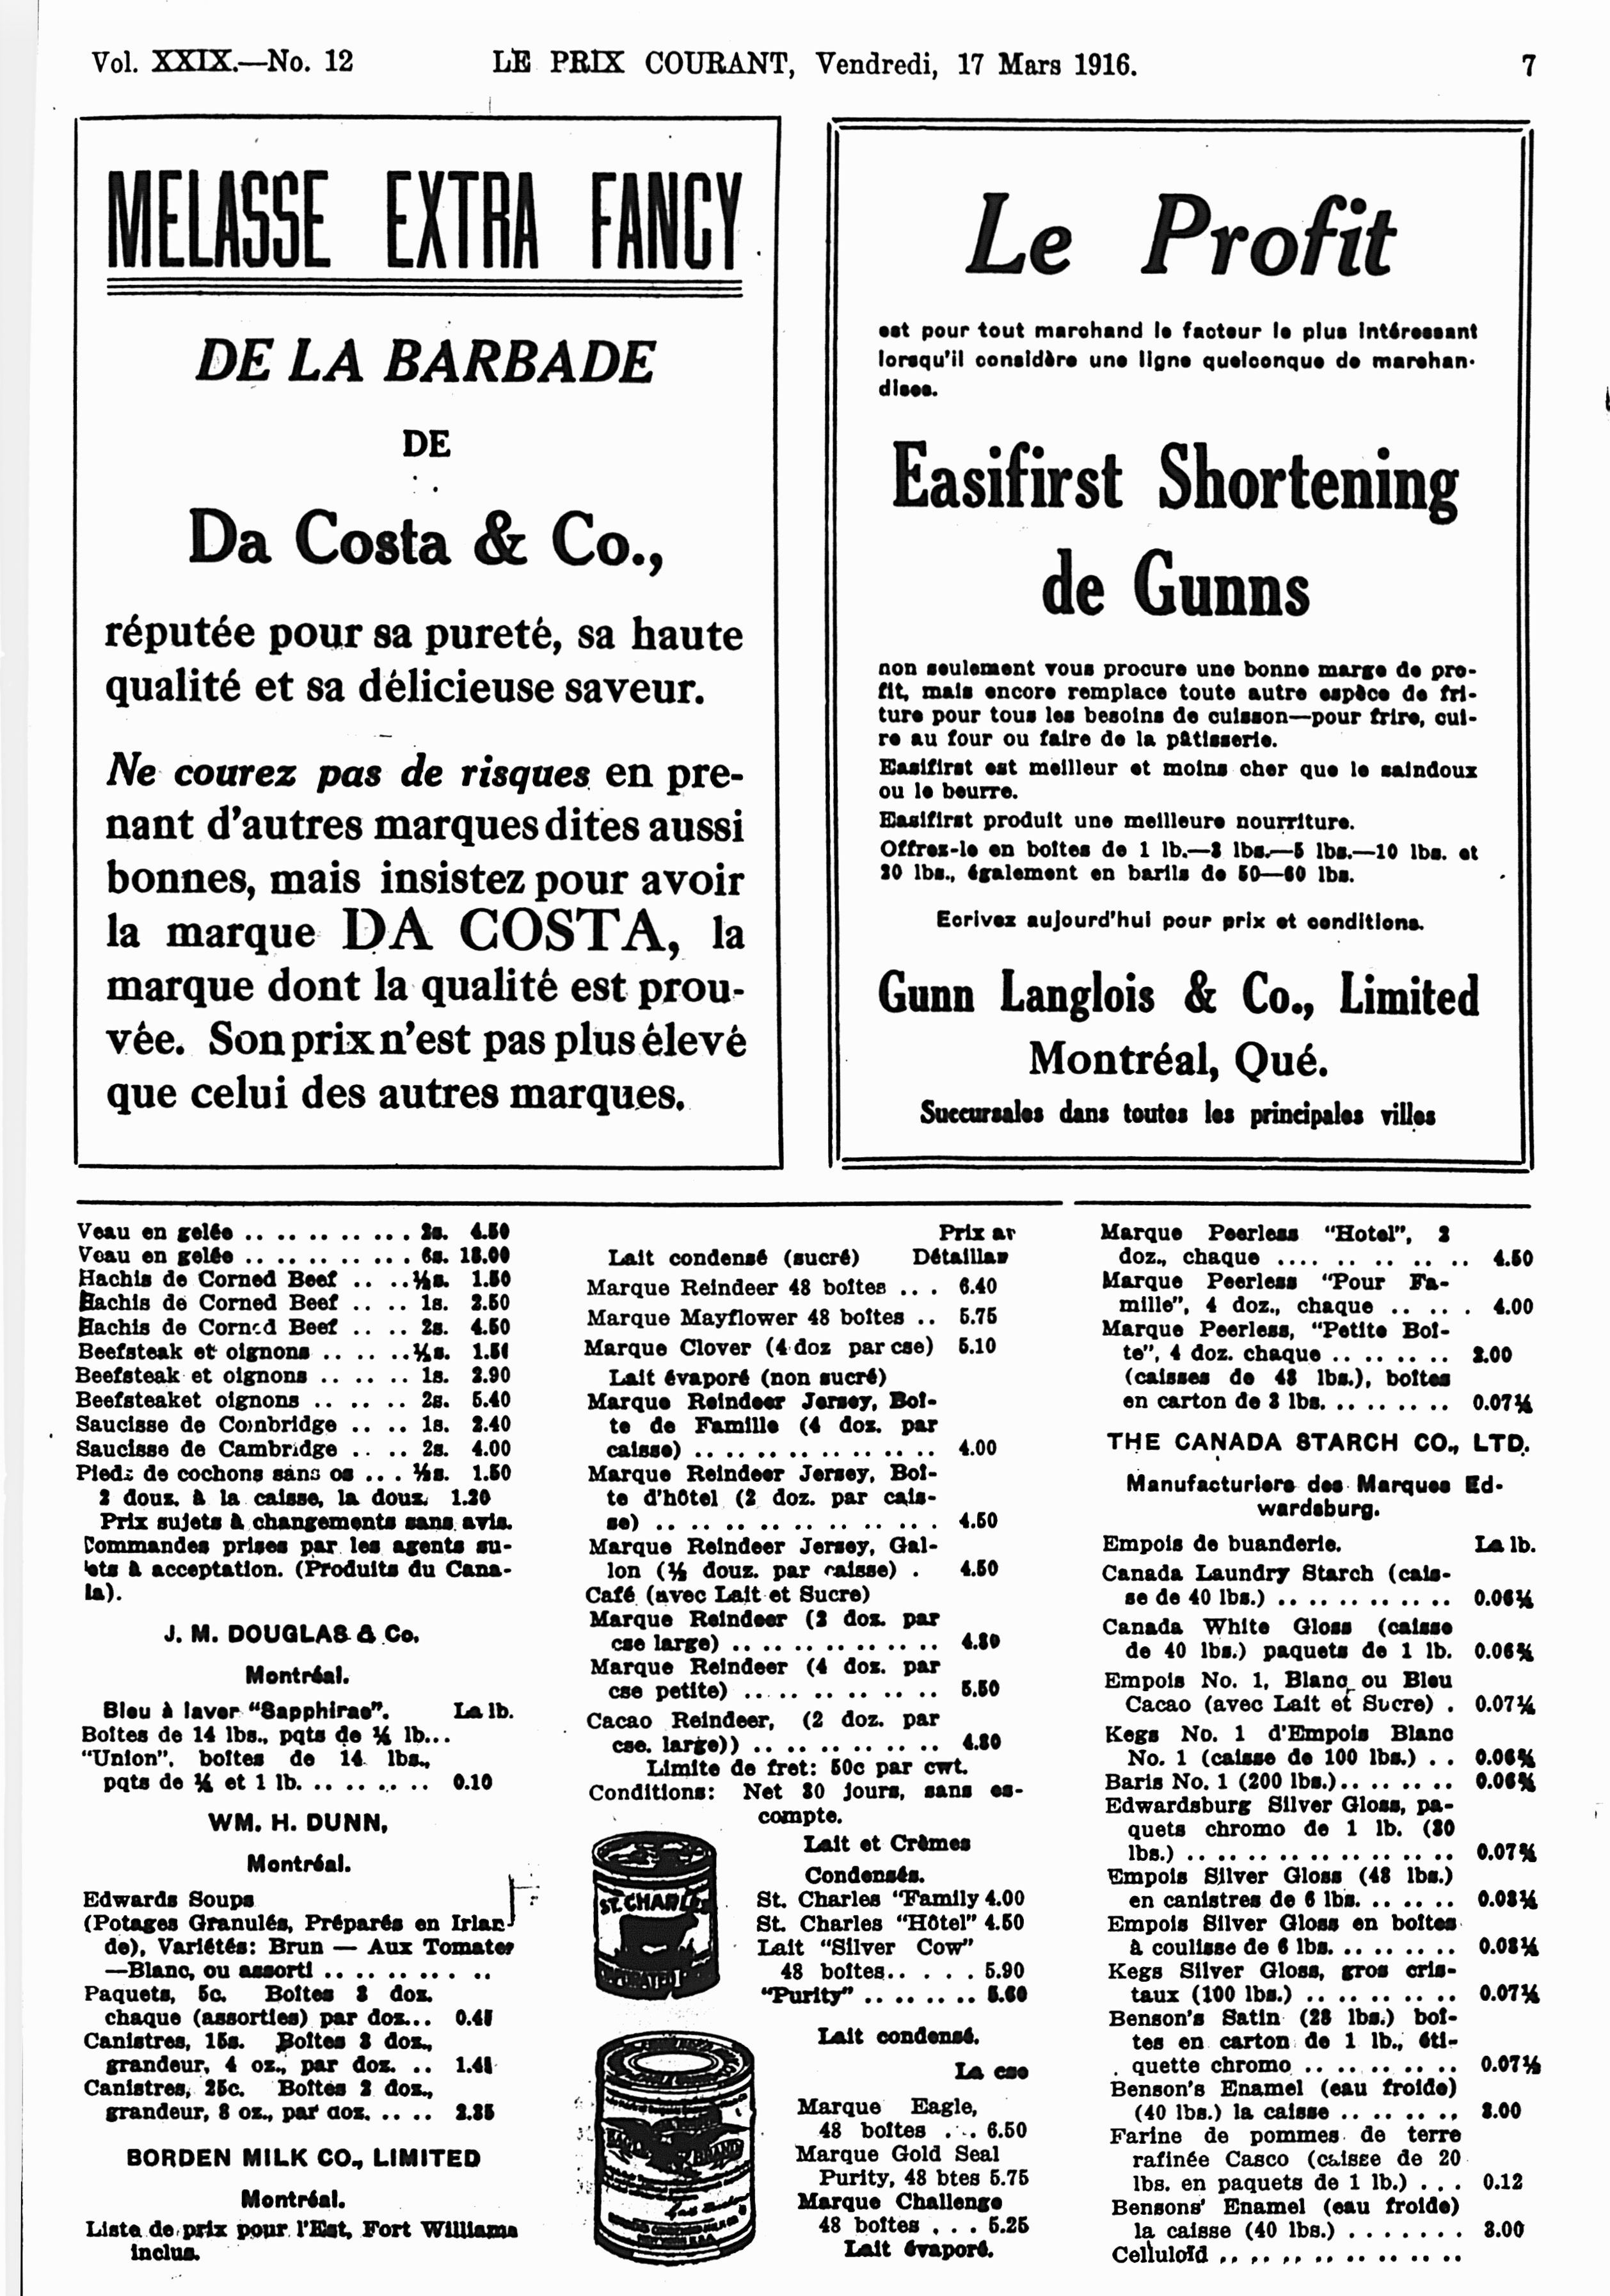 Vol. XXIX.—No. 12
LE PRIX COURANT, Vendredi, 17 Mars 1916.
7
MELASSE EXTRA FANCY
DE LA BARBADE
DE
Da Costa & Co.,
réputée pour sa pureté, sa haute
qualité et sa délicieuse saveur.
Ne courez pas de risques en pre-
nant d'autres marques dites aussi
bonnes, mais insistez pour avoir
la marque DA COSTA, la
marque dont la qualité est prou-
vée. Son prix n'est pas plus élevé
que celui des autres marques.
Le Profit
est pour tout marchand le facteur le plus intéressant
lorsqu'il considère une ligne quelconque de marchan-
dises.
Easifirst Shortening
de Gunns
non seulement vous procure une bonne marge de pro-
fit, mais encore remplace toute autre espèce de fri-
ture pour tous les besoins de cuisson—pour frire, cui-
re au four ou faire de la pâtisserie.
Easifirst est meilleur et moins cher que le saindoux
ou le beurre.
Easifirst produit une meilleure nourriture.
Offrez-le en boîtes de 1 lb.—3 lbs.—5 lbs.—10 lbs. et
20 lbs., également en barils de 50—60 lbs.
Ecrivez aujourd'hui pour prix et conditions.
Gunn Langlois & Co., Limited
Montréal, Qué.
Succursales dans toutes les principales villes
Veau en gelée .. .. .. .. .. . 2s. 4.50
Veau en gelée .. .. .. .. .. . 6s. 18.00
Hachis de Corned Beef .. .. ½s. 1.50
Hachis de Corned Beef .. .. 1s. 2.50
Hachis de Corned Beef .. .. 2s. 4.50
Beefsteak et oignons .. .. .. ½s.
Beefsteak et oignons .. .. .. 1s. 2.90
Beefsteaket oignons .. .. .. 2s. 5.40
Saucisse de Combridge .. .. 1s. 2.40
Saucisse de Cambridge .. .. 2s. 4.00
Pieds de cochons sans os ... ½s. 1.50
2 douz. à la caisse, la douz. 1.20
Prix sujets à changements sans avis.
Commandes prises par les agents su-
ets à acceptation. (Produits du Cana-
la).
J. M. DOUGLAS & Co.
Montréal.
Bleu à laver "Sapphiras". La lb.
Boîtes de 14 lbs., pqts de ¼ lb...
"Union", boîtes de 14 lbs.,
pqts de ¼ et 1 lb. .. .. .. .. 0.10
WM. H. DUNN,
Montréal.
Edwards Soups
(Potages Granulés, Préparés en Irlan-
de), Variétés: Brun — Aux Tomates
—Blanc, ou assorti .. .. .. .. ..
Paquets, 5c. Boîtes 3 doz.
chaque (assorties) par doz... 0.45
Canistres, 15s. Boîtes 2 doz.,
grandeur, 4 oz., par doz. .. 1.45
Canistres, 25c. Boîtes 2 doz.,
grandeur, 8 oz., par doz. .. .. 2.35
BORDEN MILK CO., LIMITED
Montréal.
Liste de prix pour l'Est, Fort Williams
inclus.
Prix ar
Lait condensé (sucré) Détaillan
Marque Reindeer 48 boîtes ... 6.40
Marque Mayflower 48 boîtes .. 5.75
Marque Clover (4 doz par cse) 5.10
Lait évaporé (non sucré)
Marque Reindeer Jersey, Boî-
te de Famille (4 doz. par
caisse) .. .. .. .. .. .. .. 4.00
Marque Reindeer Jersey, Boî-
te d'hôtel (2 doz. par cais-
se) .. .. .. .. .. .. .. . 4.50
Marque Reindeer Jersey, Gal-
lon (½ douz. par caisse) . 4.50
Café (avec Lait et Sucre)
Marque Reindeer (2 doz. par
cse large) .. .. .. .. .. .. 4.80
Marque Reindeer (4 doz. par
cse petite) .. .. .. .. .. .. 5.50
Cacao Reindeer, (2 doz. par
cse. large)) .. .. .. .. .. 4.80
Limite de fret: 50c par cwt.
Conditions: Net 30 jours, sans es-
compte.
ST. CHARLES
Lait et Crèmes
Condensés.
St. Charles "Family 4.00
St. Charles "Hôtel" 4.50
Lait "Silver Cow"
48 boîtes.. . . . 5.90
"Purity" .. .. .. .. 5.60
Lait condensé.
La cse
EAGLE BRAND
Marque Eagle,
48 boîtes ... 6.50
Marque Gold Seal
Purity, 48 btes 5.75
Marque Challenge
48 boîtes ... 5.25
Lait évaporé.
Marque Peerless "Hotel", 2
doz., chaque .... .. .. .. .. 4.50
Marque Peerless "Pour Fa-
mille", 4 doz., chaque .. .. . 4.00
Marque Peerless, "Petite Boî-
te", 4 doz. chaque .. .. .. .. 2.00
(caisses de 48 lbs.), boîtes
en carton de 3 lbs. .. .. .. .. 0.07¼
THE CANADA STARCH CO., LTD.
Manufacturiers des Marques Ed-
wardsburg.
Empois de buanderie. La lb.
Canada Laundry Starch (cais-
se de 40 lbs.) .. .. .. .. .. .. 0.06¼
Canada White Gloss (caisse
de 40 lbs.) paquets de 1 lb. 0.06¾
Empois No. 1, Blanc ou Bleu
Cacao (avec Lait et Sucre) . 0.07¼
Kegs No. 1 d'Empois Blanc
No. 1 (caisse de 100 lbs.) .. 0.06¾
Baris No. 1 (200 lbs.).. .. .. .. 0.06¾
Edwardsburg Silver Gloss, pa-
quets chromo de 1 lb. (30
lbs.) .. .. .. .. .. .. .. .. .. 0.07¾
Empois Silver Gloss (48 lbs.)
en canistres de 6 lbs. .. .. .. 0.08¼
Empois Silver Gloss en boîtes
à coulisse de 6 lbs. .. .. .. .. 0.08¼
Kegs Silver Gloss, gros cris-
taux (100 lbs.) .. .. .. .. .. 0.07¼
Benson's Satin (28 lbs.) boî-
tes en carton de 1 lb., éti-
quette chromo .. .. .. .. .. 0.07½
Benson's Enamel (eau froide)
(40 lbs.) la caisse .. .. .. .. 3.00
Farine de pommes de terre
rafinée Casco (caisse de 20
lbs. en paquets de 1 lb.) ... 0.12
Bensons' Enamel (eau froide)
la caisse (40 lbs.) ....... 3.00
Celluloïd .. .. .. .. .. .. .. .. ..